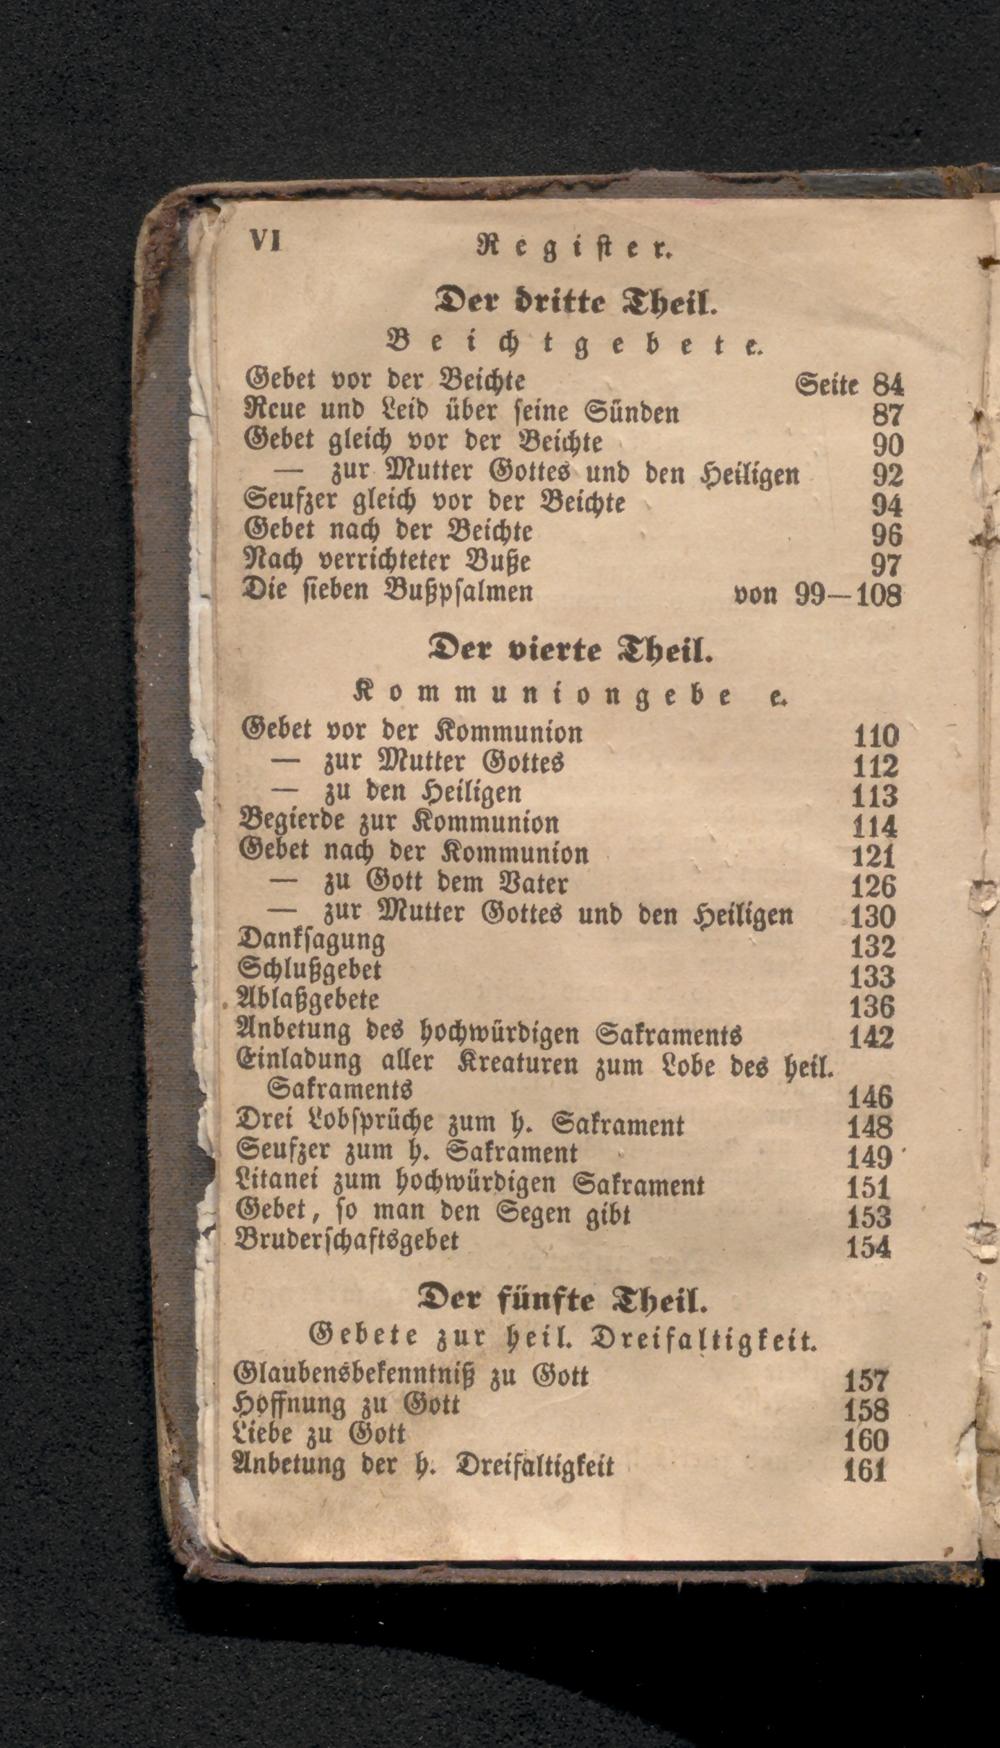 VI
Register.
Der dritte Theil.
Beichtgebete.
Gebet vor der Beichte Seite 84
Reue und Leid über seine Sünden 87
Gebet gleich vor der Beichte 90
— zur Mutter Gottes und den Heiligen 92
Seufzer gleich vor der Beichte 94
Gebet nach der Beichte 96
Nach verrichteter Buße 97
Die sieben Bußpsalmen von 99—108
Der vierte Theil.
Kommuniongebe e.
Gebet vor der Kommunion 110
— zur Mutter Gottes 112
— zu den Heiligen 113
Begierde zur Kommunion 114
Gebet nach der Kommunion 121
— zu Gott dem Vater 126
— zur Mutter Gottes und den Heiligen 130
Danksagung 132
Schlußgebet 133
Ablaßgebete 136
Anbetung des hochwürdigen Sakraments 142
Einladung aller Kreaturen zum Lobe des heil.
Sakraments 146
Drei Lobsprüche zum h. Sakrament 148
Seufzer zum h. Sakrament 149
Litanei zum hochwürdigen Sakrament 151
Gebet, so man den Segen gibt 153
Bruderschaftsgebet 154
Der fünfte Theil.
Gebete zur heil. Dreifaltigkeit.
Glaubensbekenntniß zu Gott 157
Hoffnung zu Gott 158
Liebe zu Gott 160
Anbetung der h. Dreifaltigkeit 161